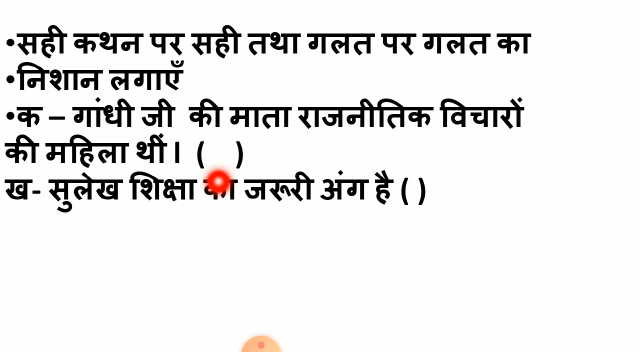 •सही कथन पर सही तथा गलत पर गलत का
•निशान लगाएँ
•क – गांधी जी की माता राजनीतिक विचारों
की महिला थीं। ( )
ख- सुलेख शिक्षा का जरूरी अंग है ( )